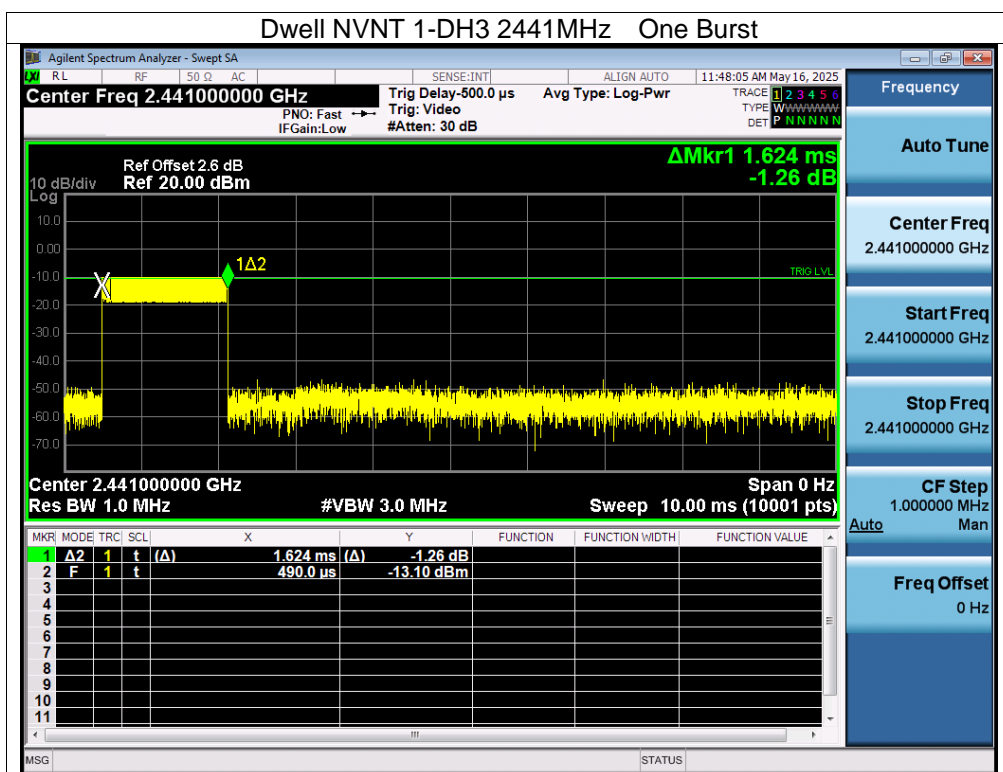 Dwell NVNT 1-DH3 2441MHz One Burst
Agilent Spectrum Analyzer - Swept SA
LXI RL RF 50 Ω AC SENSE:INT ALIGN AUTO 11:48:05 AM May 16, 2025
Center Freq 2.441000000 GHz Trig Delay-500.0 µs Avg Type: Log-Pwr TRACE 1 2 3 4 5 6
PNO: Fast Trig: Video TYPE WWWWWW
IFGain:Low #Atten: 30 dB DET P N N N N N
Frequency
Auto Tune
Center Freq
2.441000000 GHz
Start Freq
2.441000000 GHz
Stop Freq
2.441000000 GHz
CF Step
1.000000 MHz
Auto Man
Freq Offset
0 Hz
ΔMkr1 1.624 ms
-1.26 dB
Ref Offset 2.6 dB
10 dB/div Ref 20.00 dBm
Log
10.0
0.00
-10.0
-20.0
-30.0
-40.0
-50.0
-60.0
-70.0
1Δ2
TRIG LVL
Center 2.441000000 GHz Span 0 Hz
Res BW 1.0 MHz #VBW 3.0 MHz Sweep 10.00 ms (10001 pts)
MKR MODE TRC SCL X Y FUNCTION FUNCTION WIDTH FUNCTION VALUE
1 Δ2 1 t (Δ) 1.624 ms (Δ) -1.26 dB
2 F 1 t 490.0 µs -13.10 dBm
3
4
5
6
7
8
9
10
11
MSG STATUS